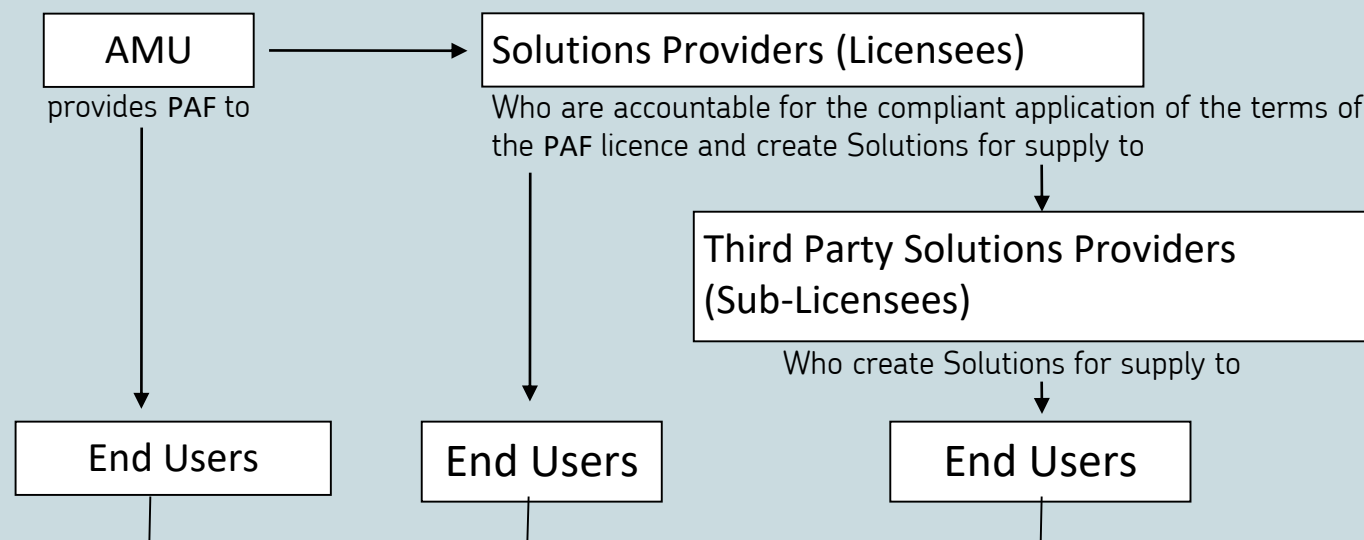 AMU
provides PAF to
Solutions Providers (Licensees)
Who are accountable for the compliant application of the terms of
the PAF licence and create Solutions for supply to
Third Party Solutions Providers
(Sub-Licensees)
Who create Solutions for supply to
End Users
End Users
End Users